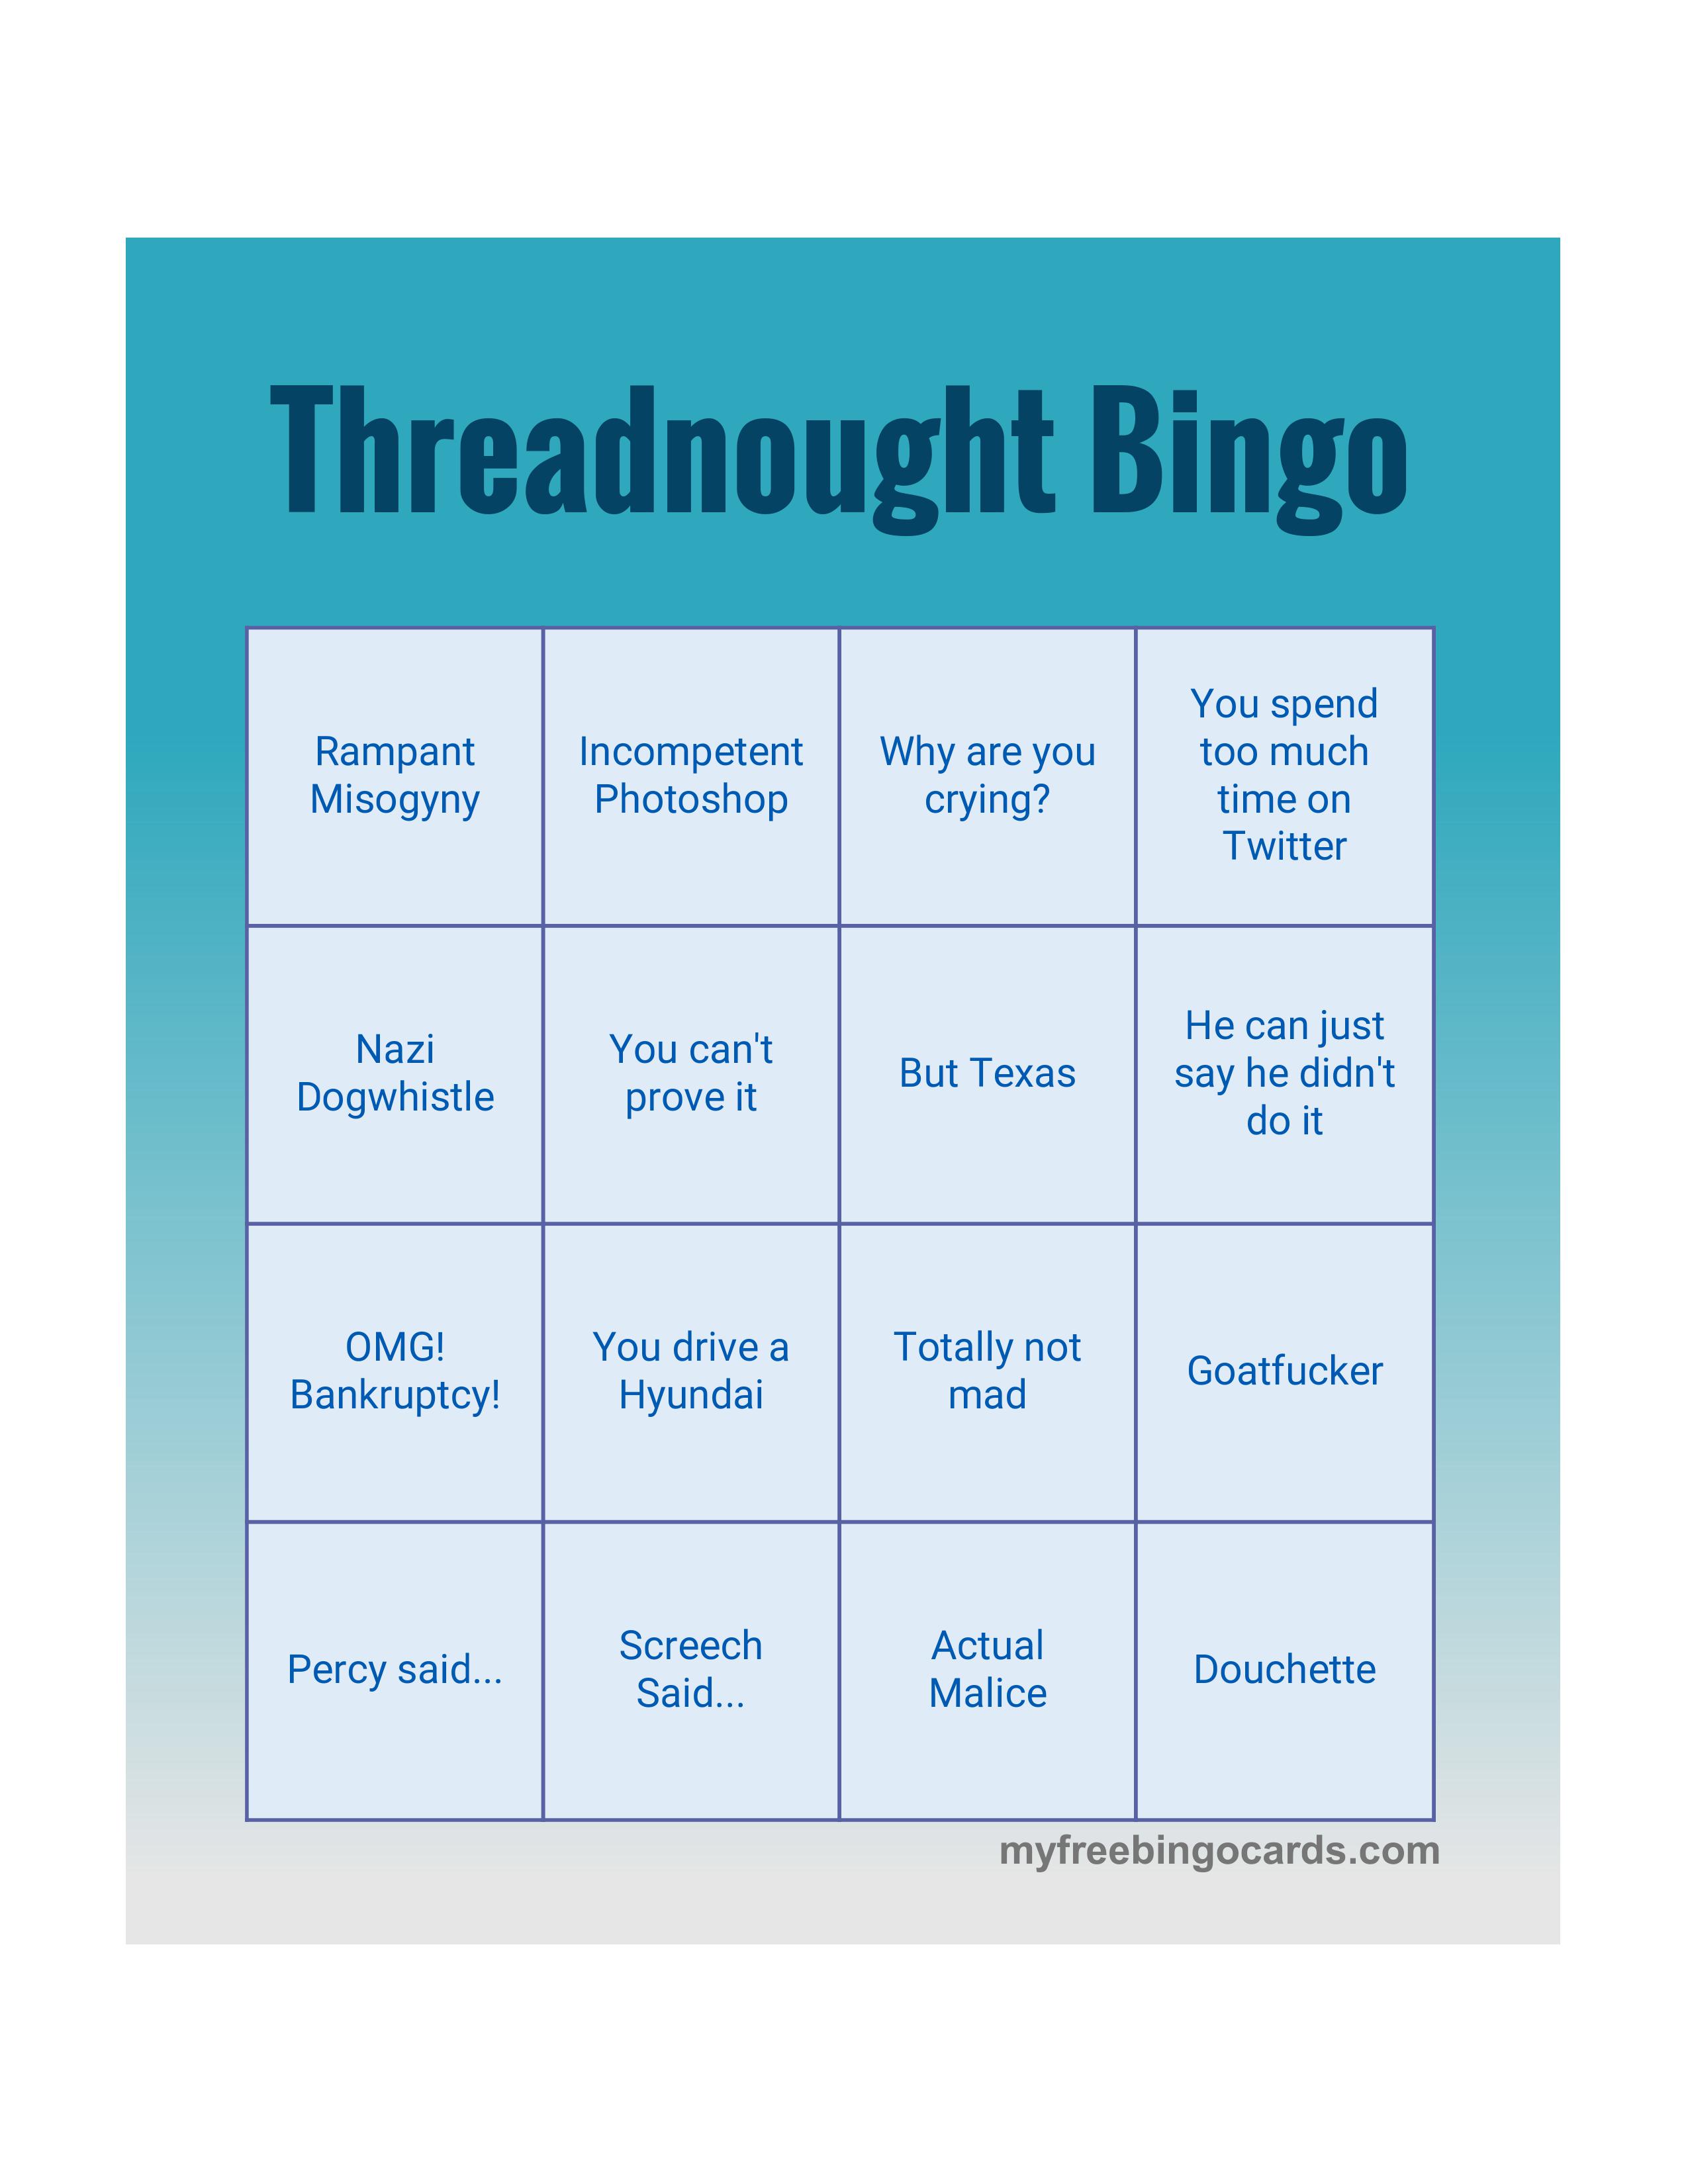 Threadnought Bingo
Rampant
Misogyny
Incompetent
Photoshop
Why are you
crying?
You spend
too much
time on
Twitter
Nazi
Dogwhistle
You can't
prove it
But Texas
He can just
say he didn't
do it
OMG!
Bankruptcy!
You drive a
Hyundai
Totally not
mad
Goatfucker
Percy said...
Screech
Said...
Actual
Malice
Douchette
myfreebingocards.com